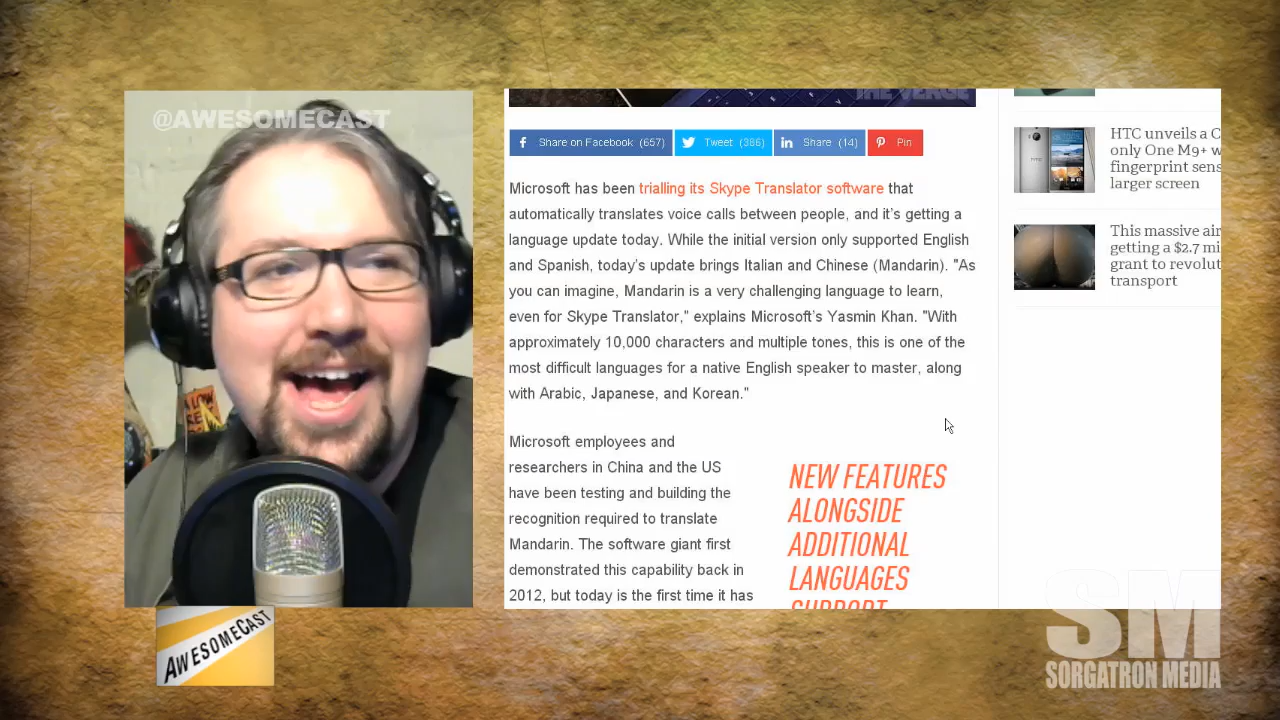 @AWESOMECAST
THE VERGE
Share on Facebook (657)
Tweet (386)
Share (14)
Pin
Microsoft has been trialling its Skype Translator software that
automatically translates voice calls between people, and it's getting a
language update today. While the initial version only supported English
and Spanish, today's update brings Italian and Chinese (Mandarin). "As
you can imagine, Mandarin is a very challenging language to learn,
even for Skype Translator," explains Microsoft's Yasmin Khan. "With
approximately 10,000 characters and multiple tones, this is one of the
most difficult languages for a native English speaker to master, along
with Arabic, Japanese, and Korean."
Microsoft employees and
researchers in China and the US
have been testing and building the
recognition required to translate
Mandarin. The software giant first
demonstrated this capability back in
2012, but today is the first time it has
NEW FEATURES
ALONGSIDE
ADDITIONAL
LANGUAGES
SUPPORT
HTC unveils a C
only One M9+ w
fingerprint sens
larger screen
This massive air
getting a $2.7 mi
grant to revolut
transport
AWESOMECAST
SM
SORGATRON MEDIA